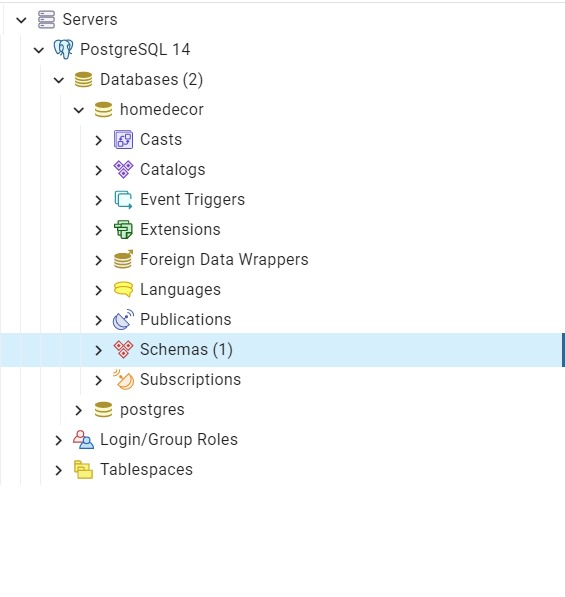 Servers
PostgreSQL 14
Databases (2)
homedecor
Casts
Catalogs
Event Triggers
Extensions
Foreign Data Wrappers
Languages
Publications
Schemas (1)
Subscriptions
postgres
Login/Group Roles
Tablespaces